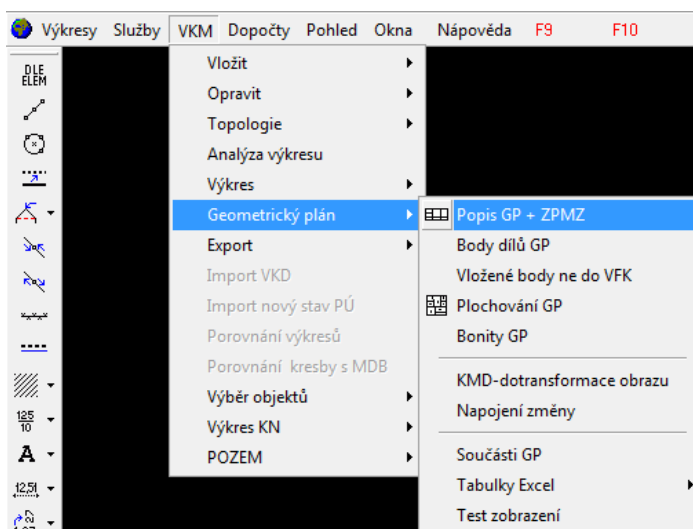 Výkresy Služby VKM Dopočty Pohled Okna Nápověda F9 F10
DLE
ELEM
Vložit
Opravit
Topologie
Analýza výkresu
Výkres
Geometrický plán
Export
Import VKD
Import nový stav PÚ
Porovnání výkresů
Porovnání kresby s MDB
Výběr objektů
Výkres KN
POZEM
Popis GP + ZPMZ
Body dílů GP
Vložené body ne do VFK
Plochování GP
Bonity GP
KMD-dotransformace obrazu
Napojení změny
Součásti GP
Tabulky Excel
Test zobrazení
125
10
A
12,51